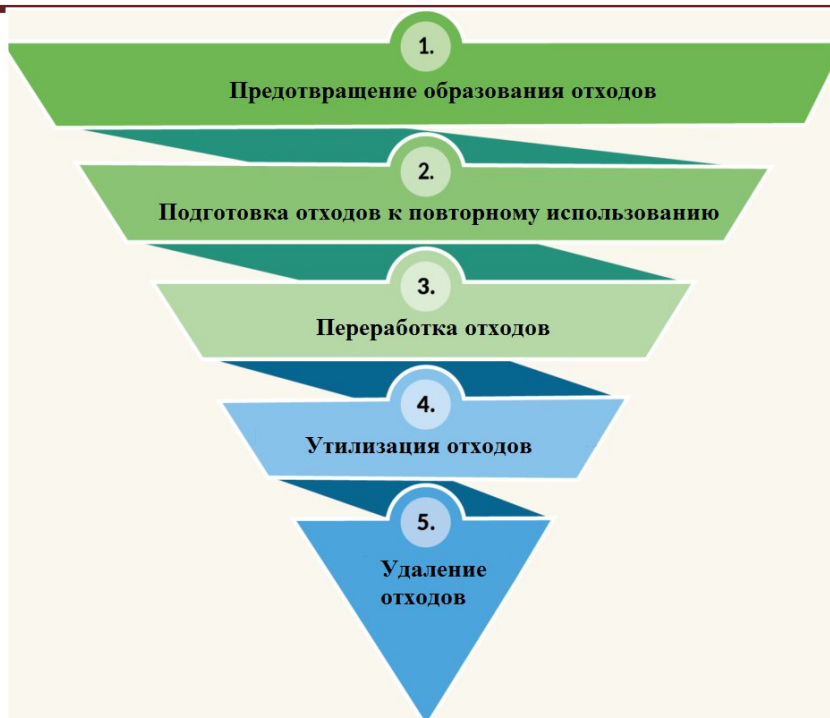 1.
Предотвращение образования отходов
2.
Подготовка отходов к повторному использованию
3.
Переработка отходов
4.
Утилизация отходов
5.
Удаление
отходов